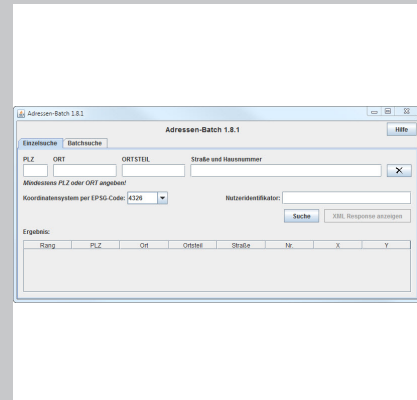 Adressen-Batch 1.8.1
Adressen-Batch 1.8.1
Hilfe
Einzelsuche Batchsuche
PLZ ORT ORTSTEIL Straße und Hausnummer
Mindestens PLZ oder ORT angeben!
Koordinatensystem per EPSG-Code: 4326 Nutzeridentifikator:
Suche XML Response anzeigen
Ergebnis:
Rang PLZ Ort Ortsteil Straße Nr. X Y